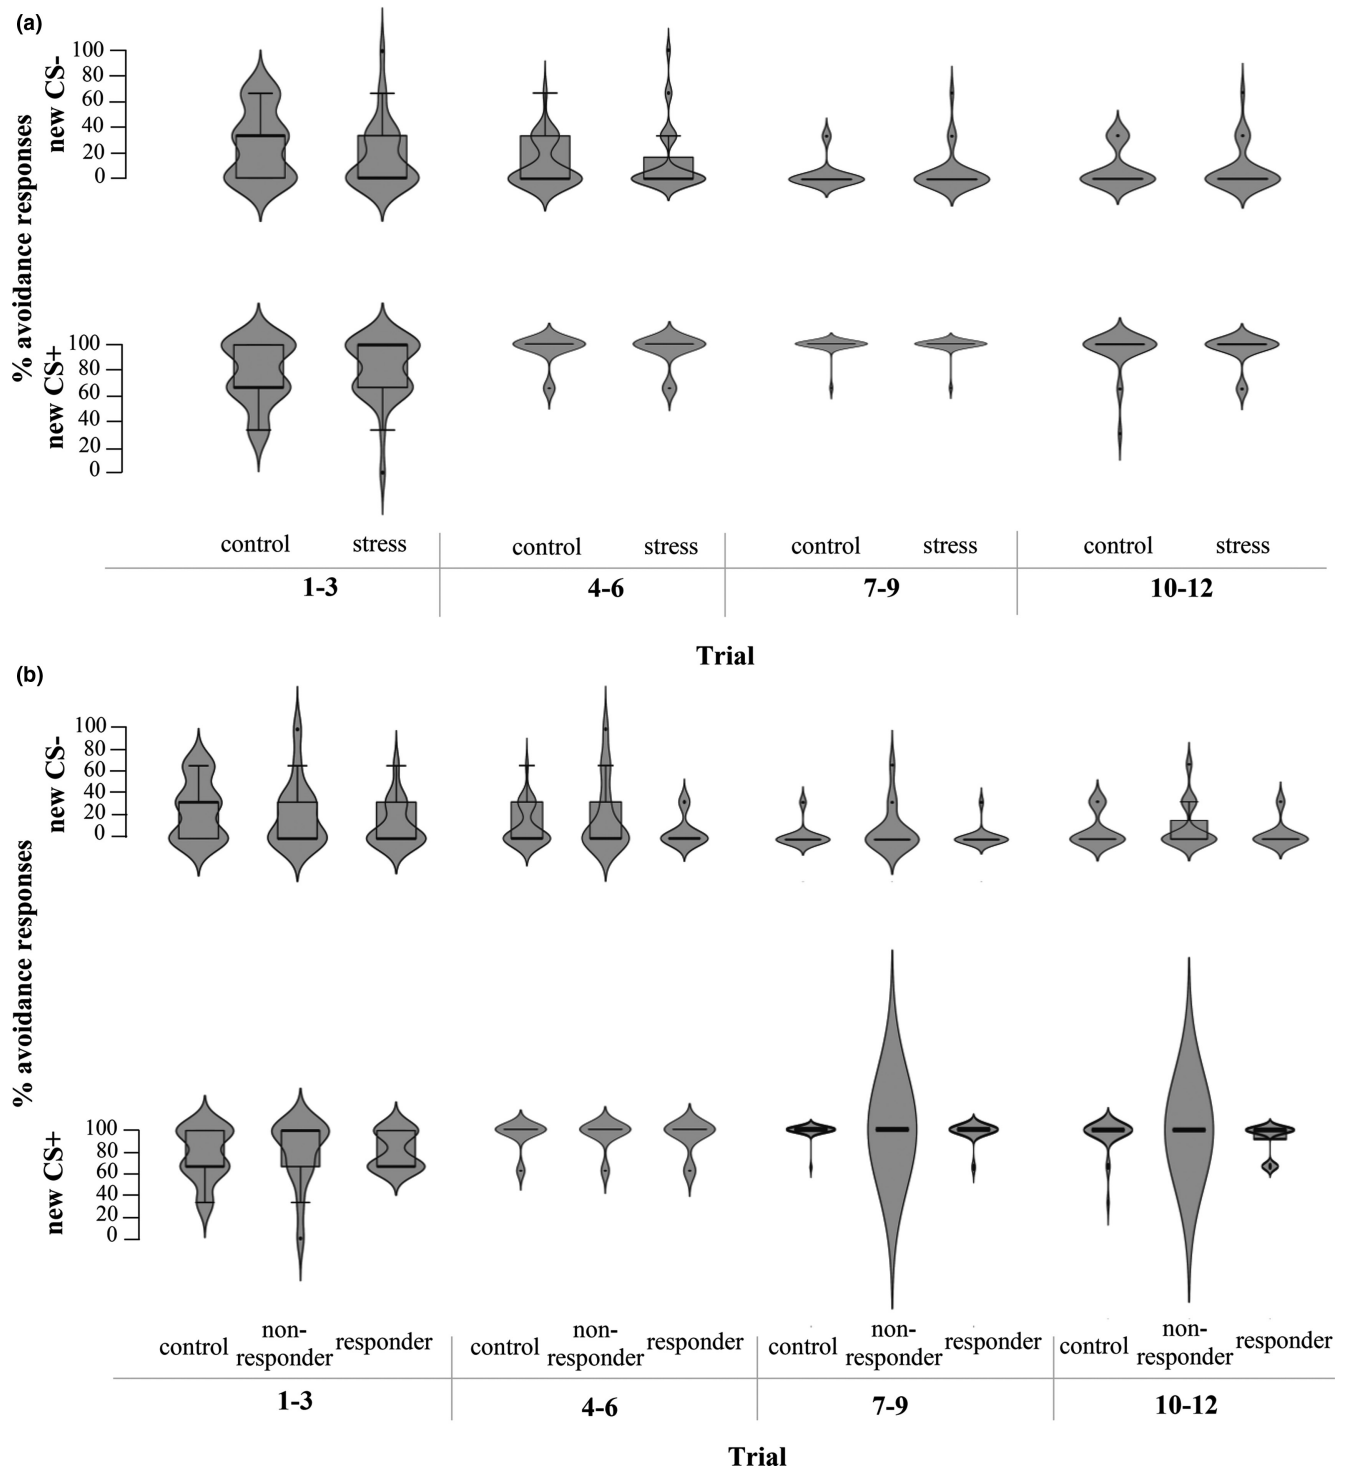 (a)
% avoidance responses
new CS-
100
80
60
40
20
0
new CS+
100
80
60
40
20
0
control stress control stress control stress control stress
1-3 4-6 7-9 10-12
Trial
(b)
% avoidance responses
new CS-
100
80
60
40
20
0
% avoidance responses
new CS+
100
80
60
40
20
0
control non-responder responder control non-responder responder control non-responder responder control non-responder responder
1-3 4-6 7-9 10-12
Trial